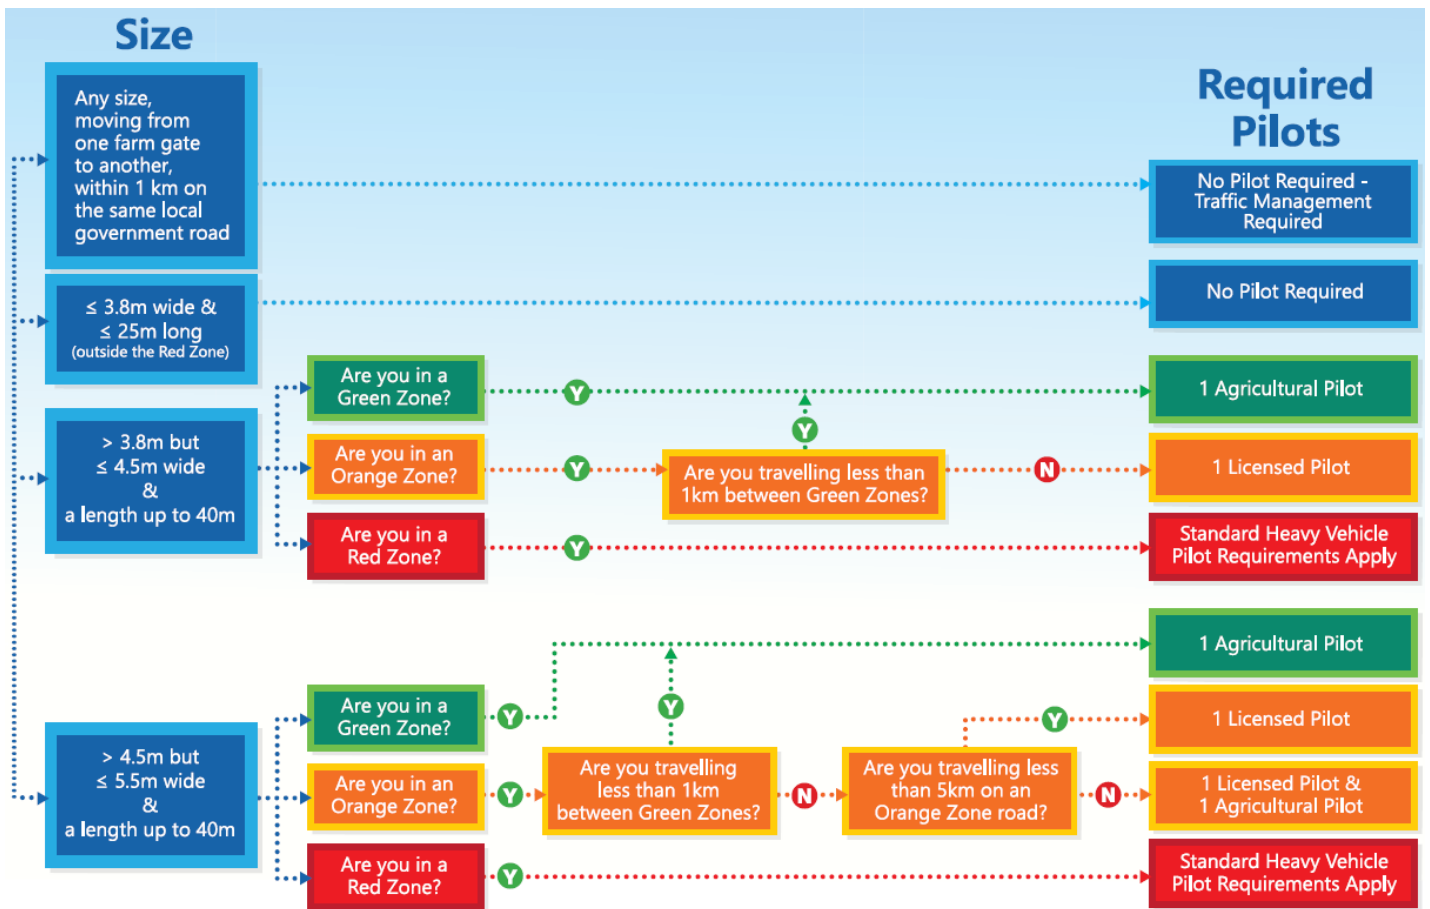 Size
Required
Pilots
Any size,
moving from
one farm gate
to another,
within 1 km on
the same local
government road
No Pilot Required -
Traffic Management
Required
≤ 3.8m wide &
≤ 25m long
(outside the Red Zone)
No Pilot Required
> 3.8m but
≤ 4.5m wide
&
a length up to 40m
Are you in a
Green Zone?
Y
1 Agricultural Pilot
Are you in an
Orange Zone?
Y
Are you travelling less than
1km between Green Zones?
Y
N
1 Licensed Pilot
Are you in a
Red Zone?
Y
Standard Heavy Vehicle
Pilot Requirements Apply
> 4.5m but
≤ 5.5m wide
&
a length up to 40m
Are you in a
Green Zone?
Y
1 Agricultural Pilot
Are you in an
Orange Zone?
Y
Are you travelling
less than 1km
between Green Zones?
Y
N
Are you travelling less
than 5km on an
Orange Zone road?
Y
1 Licensed Pilot
N
1 Licensed Pilot &
1 Agricultural Pilot
Are you in a
Red Zone?
Y
Standard Heavy Vehicle
Pilot Requirements Apply